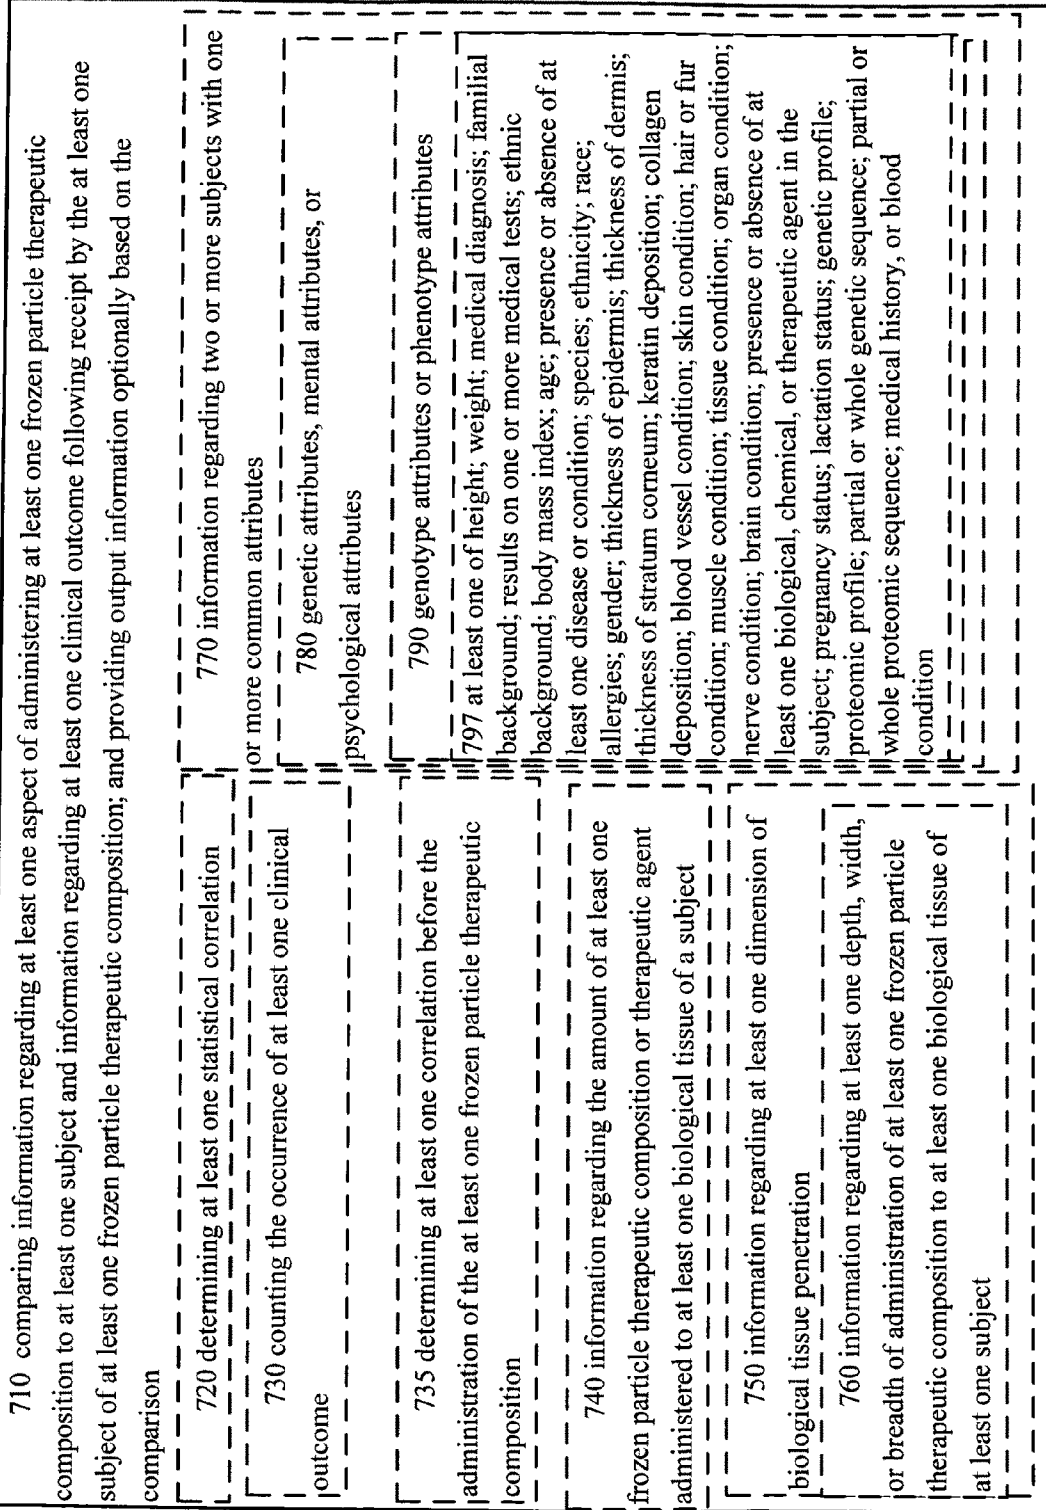 710 comparing information regarding at least one aspect of administering at least one frozen particle therapeutic
composition to at least one subject and information regarding at least one clinical outcome following receipt by the at least one
subject of at least one frozen particle therapeutic composition; and providing output information optionally based on the
comparison
720 determining at least one statistical correlation
730 counting the occurrence of at least one clinical
outcome
735 determining at least one correlation before the
administration of the at least one frozen particle therapeutic
composition
740 information regarding the amount of at least one
frozen particle therapeutic composition or therapeutic agent
administered to at least one biological tissue of a subject
750 information regarding at least one dimension of
biological tissue penetration
760 information regarding at least one depth, width,
or breadth of administration of at least one frozen particle
therapeutic composition to at least one biological tissue of
at least one subject
770 information regarding two or more subjects with one
or more common attributes
780 genetic attributes, mental attributes, or
psychological attributes
790 genotype attributes or phenotype attributes
797 at least one of height; weight; medical diagnosis; familial
background; results on one or more medical tests; ethnic
background; body mass index; age; presence or absence of at
least one disease or condition; species; ethnicity; race;
allergies; gender; thickness of epidermis; thickness of dermis;
thickness of stratum corneum; keratin deposition; collagen
deposition; blood vessel condition; skin condition; hair or fur
condition; muscle condition; tissue condition; organ condition;
nerve condition; brain condition; presence or absence of at
least one biological, chemical, or therapeutic agent in the
subject; pregnancy status; lactation status; genetic profile;
proteomic profile; partial or whole genetic sequence; partial or
whole proteomic sequence; medical history, or blood
condition